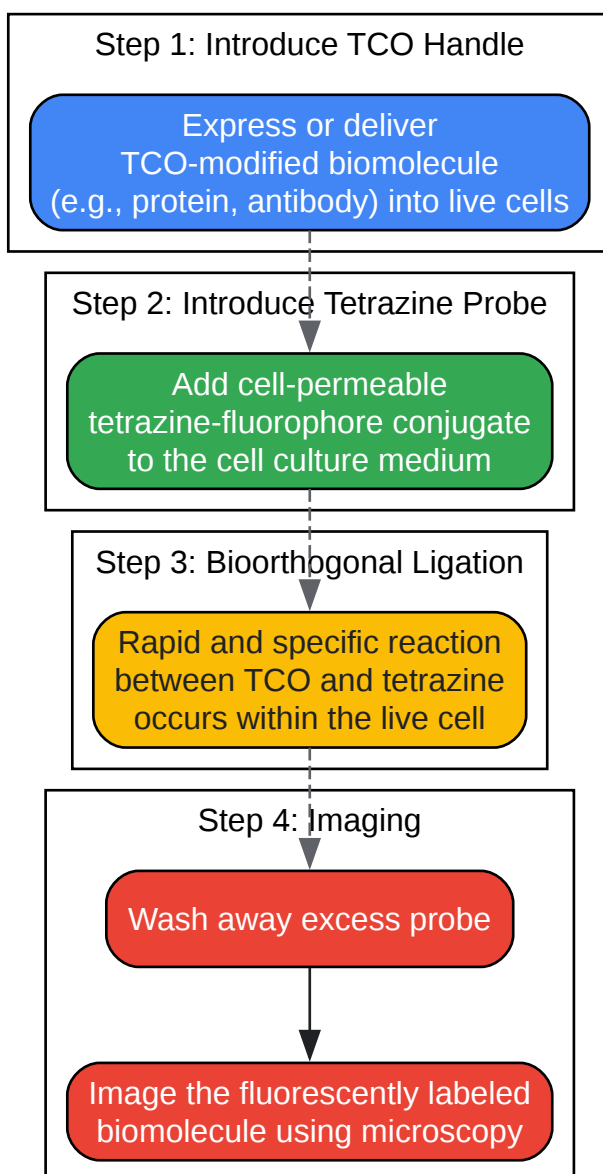 Step 1: Introduce TCO Handle
Express or deliver
TCO-modified biomolecule
(e.g., protein, antibody) into live cells
Step 2: Introduce Tetrazine Probe
Add cell-permeable
tetrazine-fluorophore conjugate
to the cell culture medium
Step 3: Bioorthogonal Ligation
Rapid and specific reaction
between TCO and tetrazine
occurs within the live cell
Step 4: Imaging
Wash away excess probe
Image the fluorescently labeled
biomolecule using microscopy